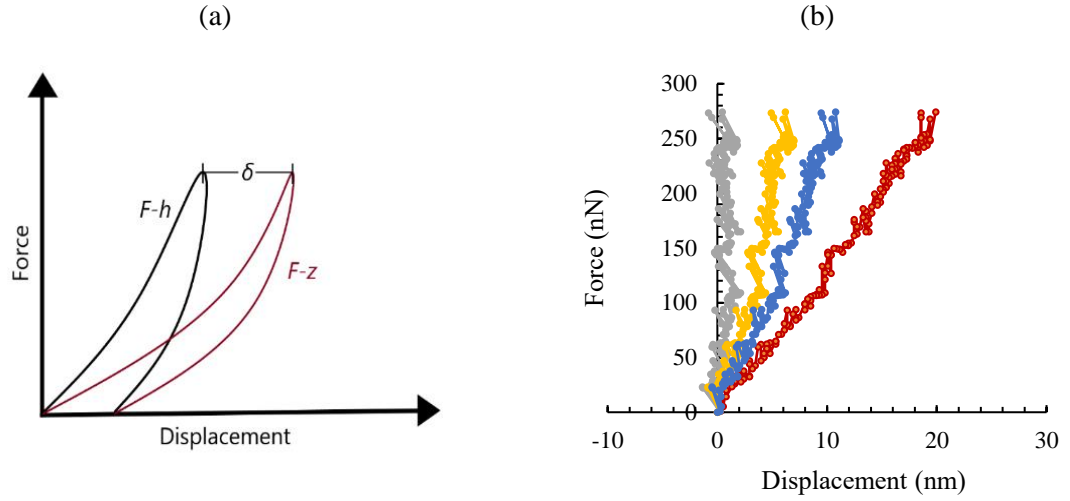 (a)
Force
F-h
δ
F-z
Displacement
(b)
Force (nN)
300
250
200
150
100
50
0
-10 0 10 20 30
Displacement (nm)